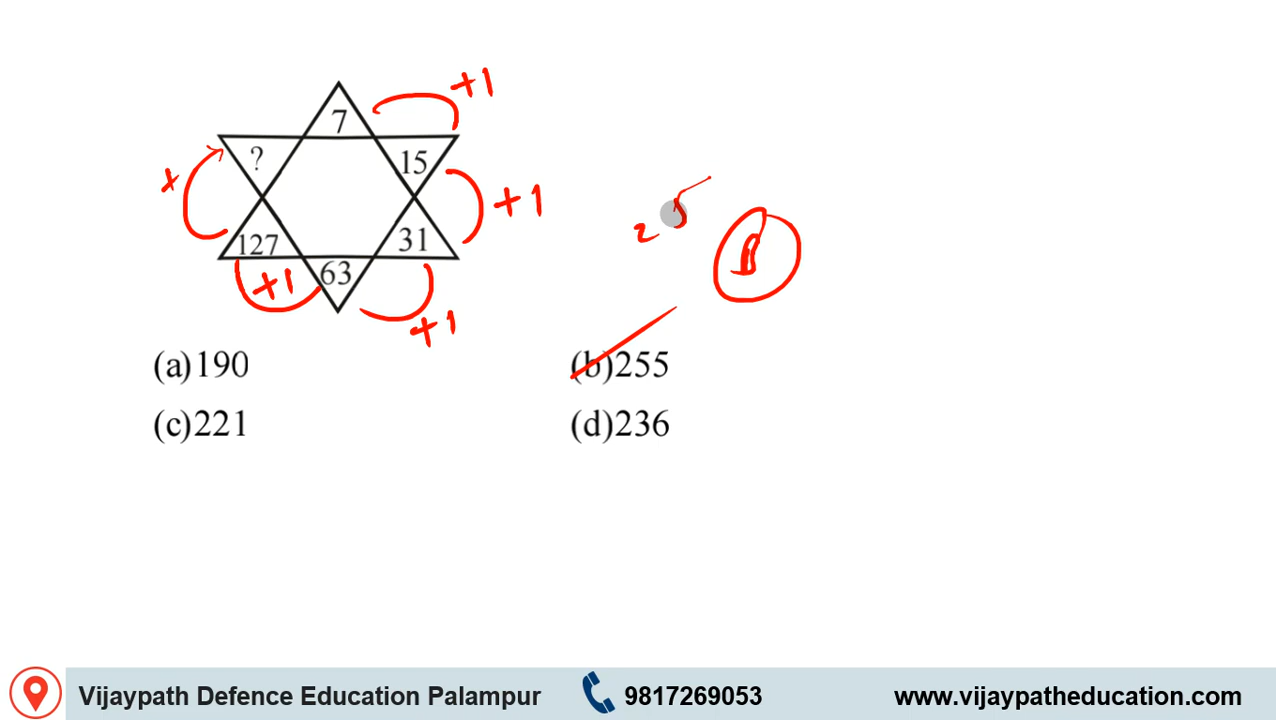 +1
7
? 15
+ +1
127 31
+1 63
+1
25
B
(a)190 (b)255
(c)221 (d)236
Vijaypath Defence Education Palampur 9817269053 www.vijaypatheducation.com